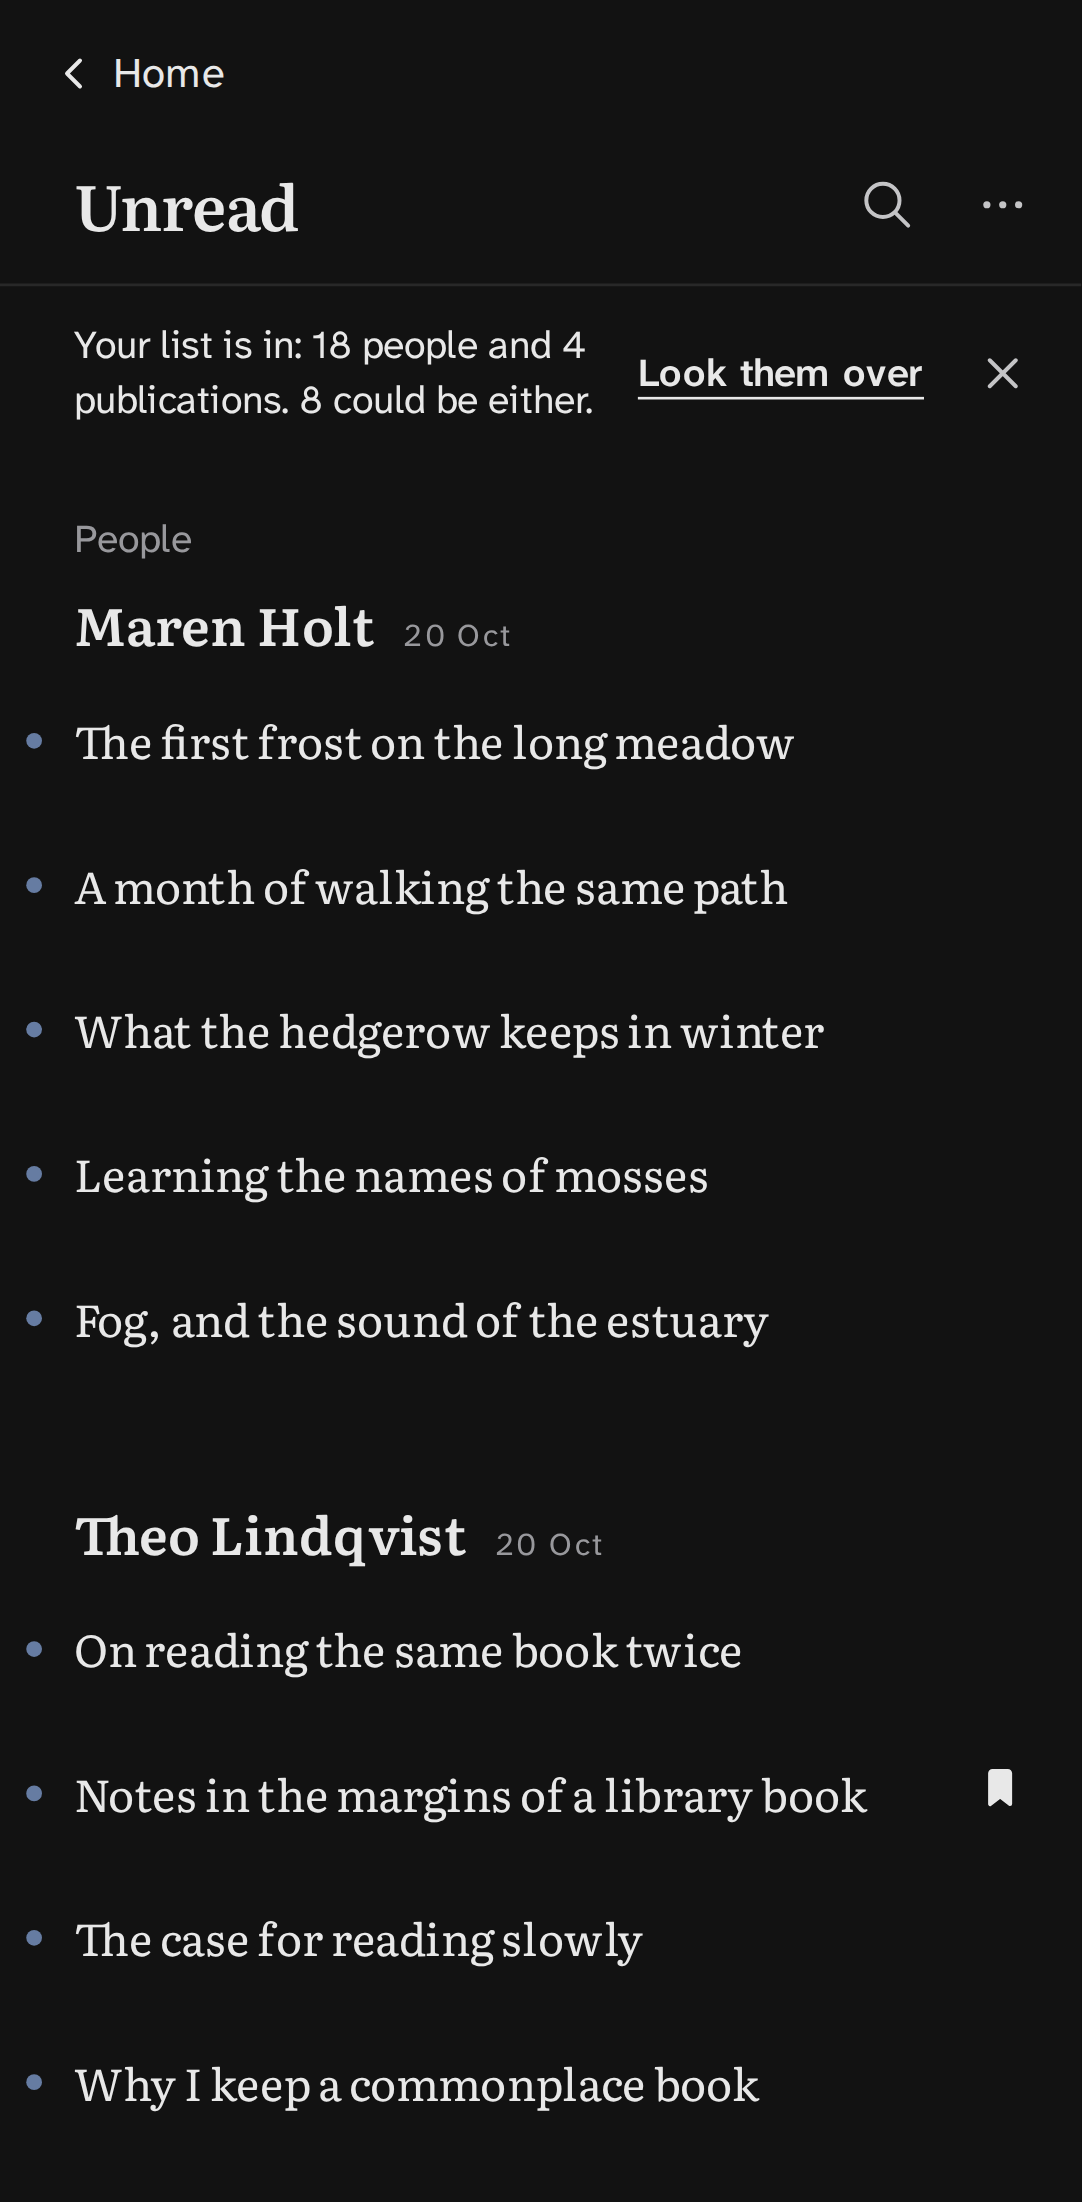 Home
Unread
Your list is in: 18 people and 4
publications. 8 could be either.
Look them over
People
Maren Holt 20 Oct
The first frost on the long meadow
A month of walking the same path
What the hedgerow keeps in winter
Learning the names of mosses
Fog, and the sound of the estuary
Theo Lindqvist 20 Oct
On reading the same book twice
Notes in the margins of a library book
The case for reading slowly
Why I keep a commonplace book